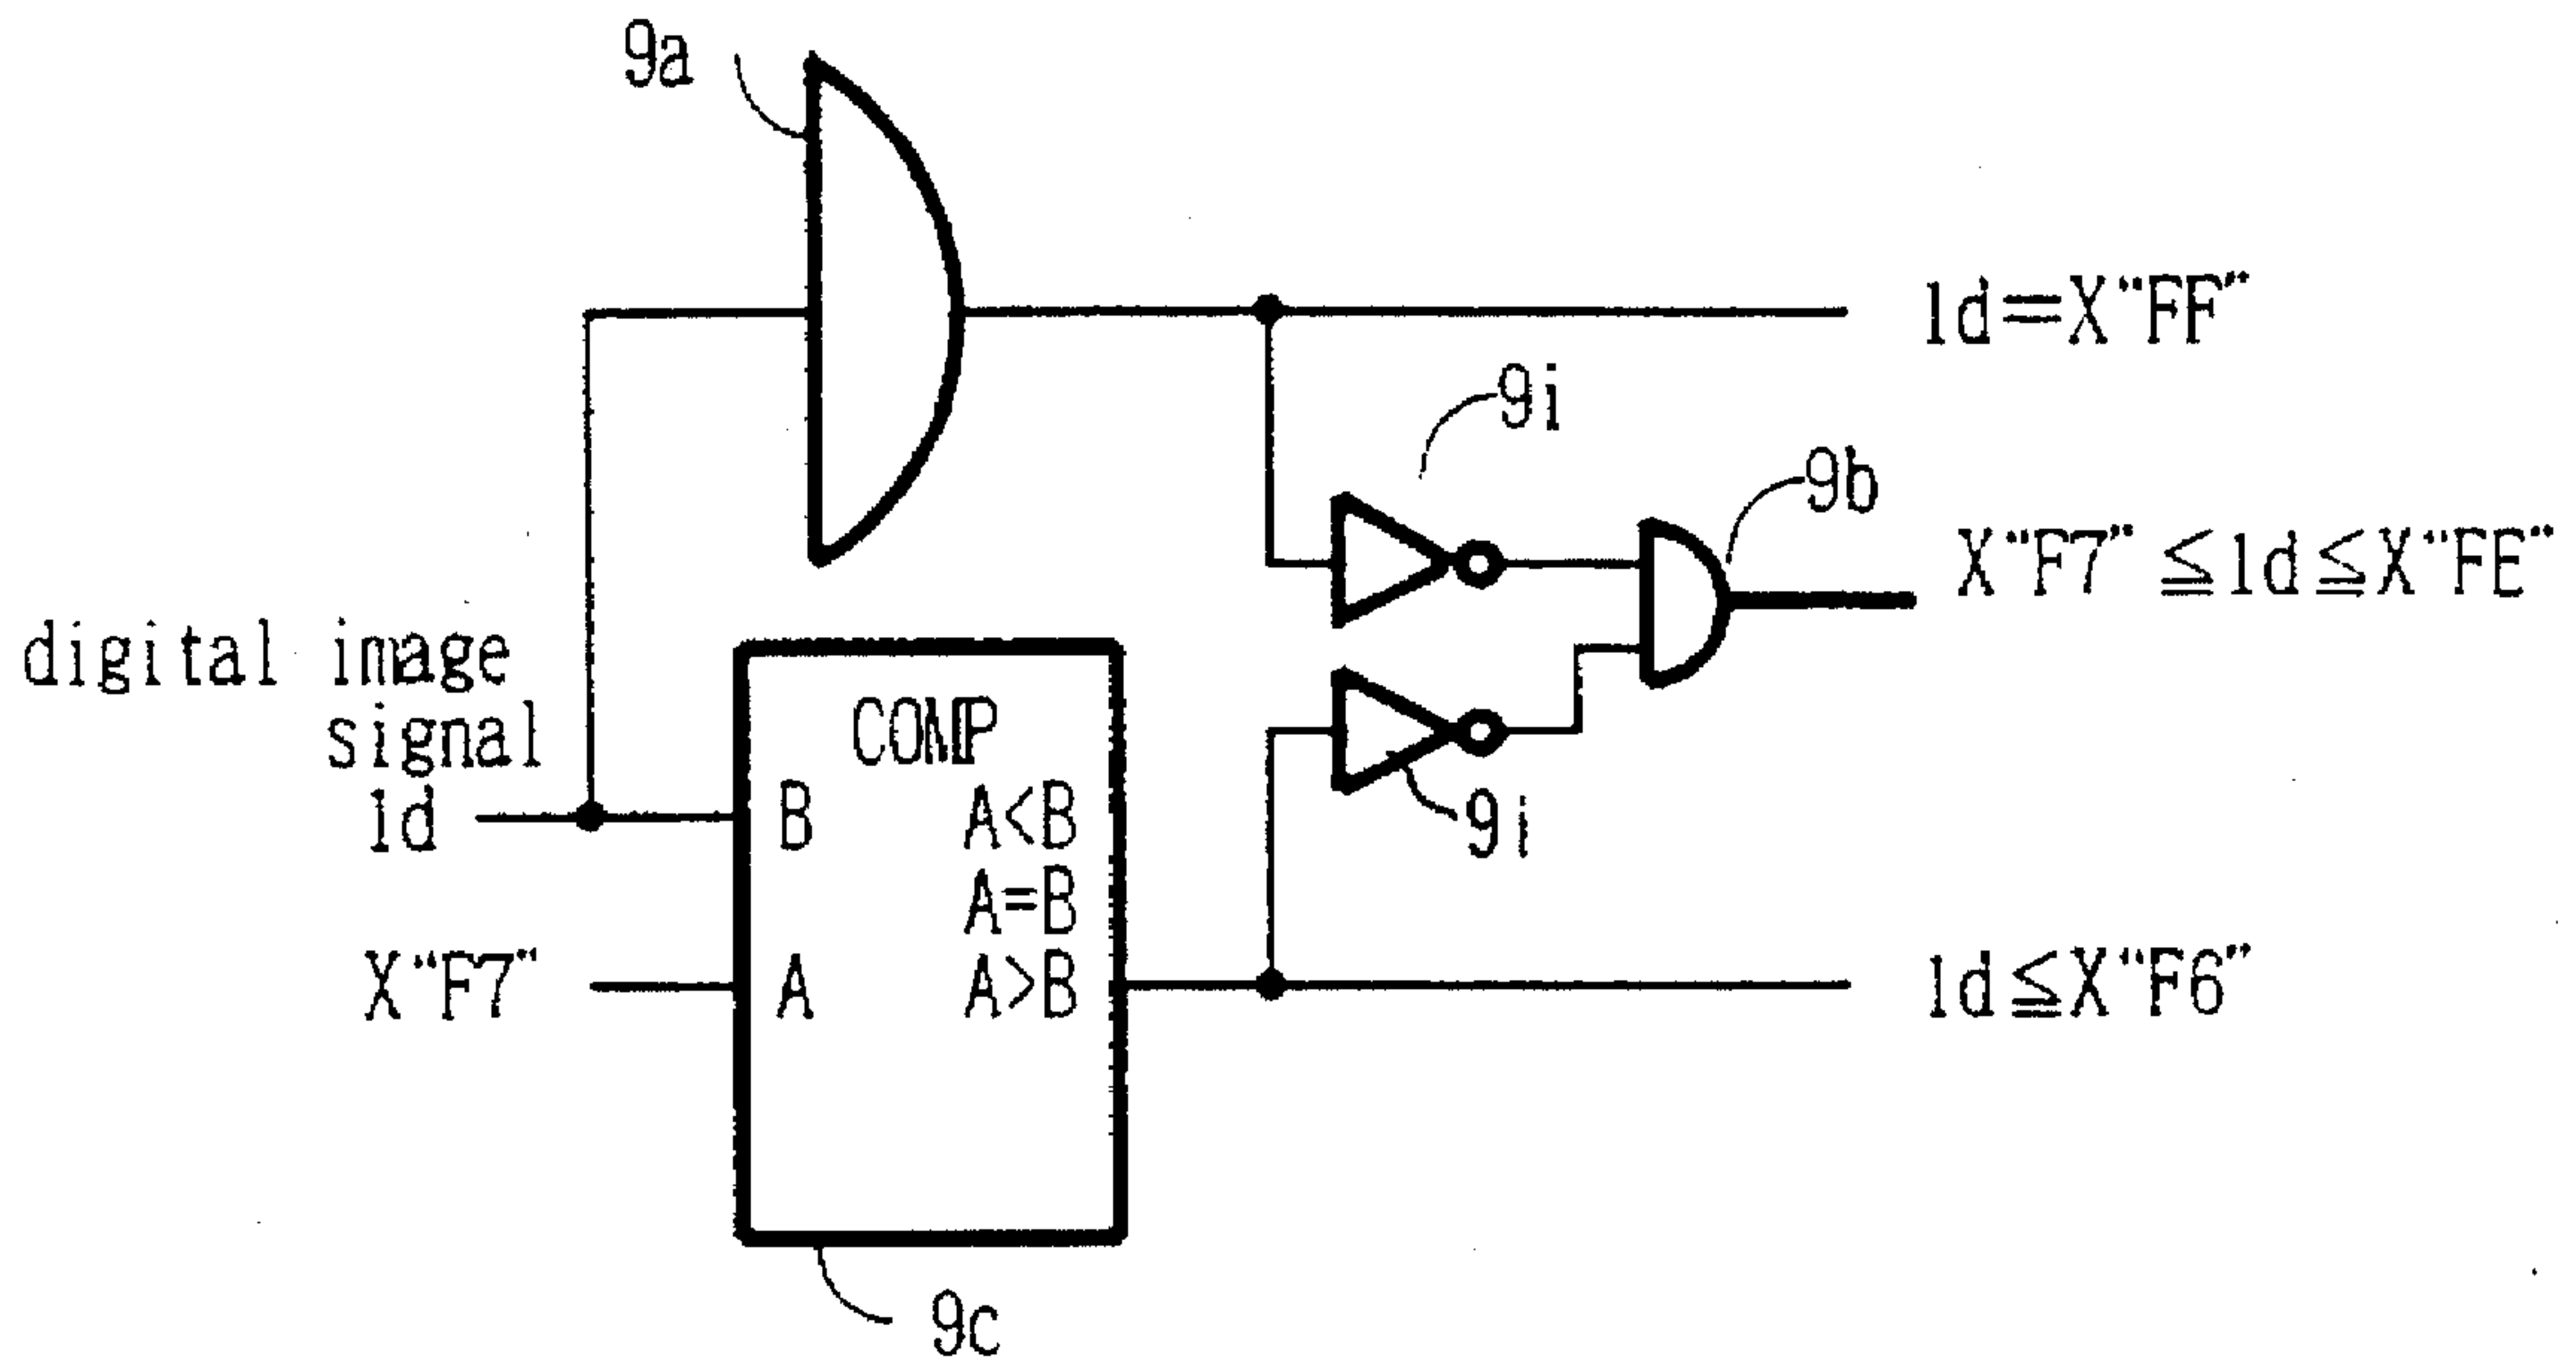 9a
1d=X"FF"
9i
9b
X"F7"≦1d≦X"FE"
digital image
signal
1d
COMP
B
A<B
A=B
9i
X"F7"
A
A>B
1d≦X"F6"
9c